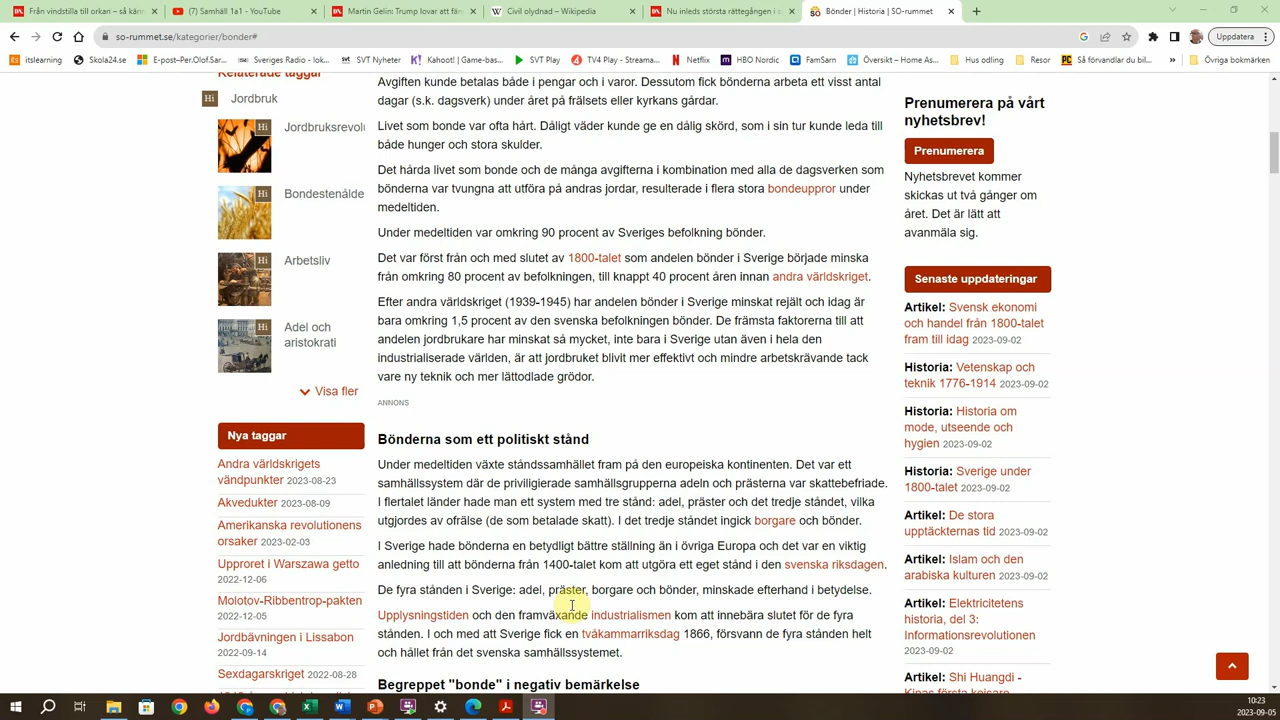 Från vindstilla till orkan – så kän
(7) Samhäll 1a1 - YouTube
Martin Gelin: Trump lovar att fä
Civil olydnad – Wikipedia
Nu inleds största rättegången i
Bönder | Historia | SO-rummet
so-rummet.se/kategorier/bonder#
Uppdatera
itslearning
Skola24.se
E-post–Per.Olof.Sar...
Sveriges Radio - lok...
SVT Nyheter
Kahoot! | Game-bas...
SVT Play
TV4 Play - Streama...
Netflix
HBO Nordic
FamSam
Översikt – Home As...
Hus odling
Resor
Så förvandlar du bil...
»
Övriga bokmärken
Relaterade taggar
Hi Jordbruk
Hi Jordbruksrevol
Hi Bondestenålde
Hi Arbetsliv
Hi Adel och
aristokrati
Visa fler
Nya taggar
Andra världskrigets
vändpunkter 2023-08-23
Akvedukter 2023-08-09
Amerikanska revolutionens
orsaker 2023-02-03
Upproret i Warszawa getto
2022-12-06
Molotov-Ribbentrop-pakten
2022-12-05
Jordbävningen i Lissabon
2022-09-14
Sexdagarskriget 2022-08-28
Avgiften kunde betalas både i pengar och i varor. Dessutom fick bönderna arbeta ett visst antal
dagar (s.k. dagsverk) under året på frälsets eller kyrkans gårdar.
Livet som bonde var ofta hårt. Dåligt väder kunde ge en dålig skörd, som i sin tur kunde leda till
både hunger och stora skulder.
Det hårda livet som bonde och de många avgifterna i kombination med alla de dagsverken som
bönderna var tvungna att utföra på andras jordar, resulterade i flera stora bondeuppror under
medeltiden.
Under medeltiden var omkring 90 procent av Sveriges befolkning bönder.
Det var först från och med slutet av 1800-talet som andelen bönder i Sverige började minska
från omkring 80 procent av befolkningen, till knappt 40 procent åren innan andra världskriget.
Efter andra världskriget (1939-1945) har andelen bönder i Sverige minskat rejält och idag är
bara omkring 1,5 procent av den svenska befolkningen bönder. De främsta faktorerna till att
andelen jordbrukare har minskat så mycket, inte bara i Sverige utan även i hela den
industrialiserade världen, är att jordbruket blivit mer effektivt och mindre arbetskrävande tack
vare ny teknik och mer lättodlade grödor.
ANNONS
Bönderna som ett politiskt stånd
Under medeltiden växte ståndssamhället fram på den europeiska kontinenten. Det var ett
samhällssystem där de priviligierade samhällsgrupperna adeln och prästerna var skattebefriade.
I flertalet länder hade man ett system med tre stånd: adel, präster och det tredje ståndet, vilka
utgjordes av ofrälse (de som betalade skatt). I det tredje ståndet ingick borgare och bönder.
I Sverige hade bönderna en betydligt bättre ställning än i övriga Europa och det var en viktig
anledning till att bönderna från 1400-talet kom att utgöra ett eget stånd i den svenska riksdagen.
De fyra stånden i Sverige: adel, präster, borgare och bönder, minskade efterhand i betydelse.
Upplysningstiden och den framväxande industrialismen kom att innebära slutet för de fyra
stånden. I och med att Sverige fick en tvåkammarriksdag 1866, försvann de fyra stånden helt
och hållet från det svenska samhällssystemet.
Begreppet "bonde" i negativ bemärkelse
Prenumerera på vårt
nyhetsbrev!
Prenumerera
Nyhetsbrevet kommer
skickas ut två gånger om
året. Det är lätt att
avanmäla sig.
Senaste uppdateringar
Artikel: Svensk ekonomi
och handel från 1800-talet
fram till idag 2023-09-02
Historia: Vetenskap och
teknik 1776-1914 2023-09-02
Historia: Historia om
mode, utseende och
hygien 2023-09-02
Historia: Sverige under
1800-talet 2023-09-02
Artikel: De stora
upptäckternas tid 2023-09-02
Artikel: Islam och den
arabiska kulturen 2023-09-02
Artikel: Elektricitetens
historia, del 3:
Informationsrevolutionen
2023-09-02
Artikel: Shi Huangdi -
Kinas första kejsare
10:23
2023-09-05